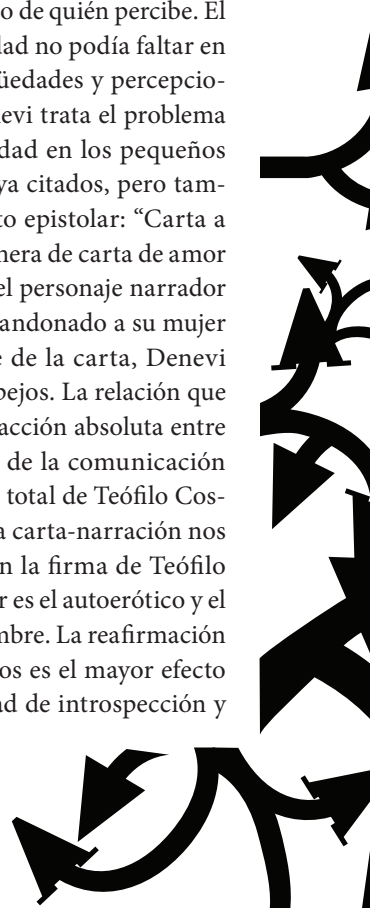 o de quién percibe. El
dad no podía faltar en
üedades y percepcio-
evi trata el problema
dad en los pequeños
ya citados, pero tam-
to epistolar: “Carta a
nera de carta de amor
el personaje narrador
andonado a su mujer
e de la carta, Denevi
pejos. La relación que
acción absoluta entre
de la comunicación
total de Teófilo Cos-
a carta-narración nos
n la firma de Teófilo
r es el autoerótico y el
mbre. La reafirmación
os es el mayor efecto
ad de introspección y